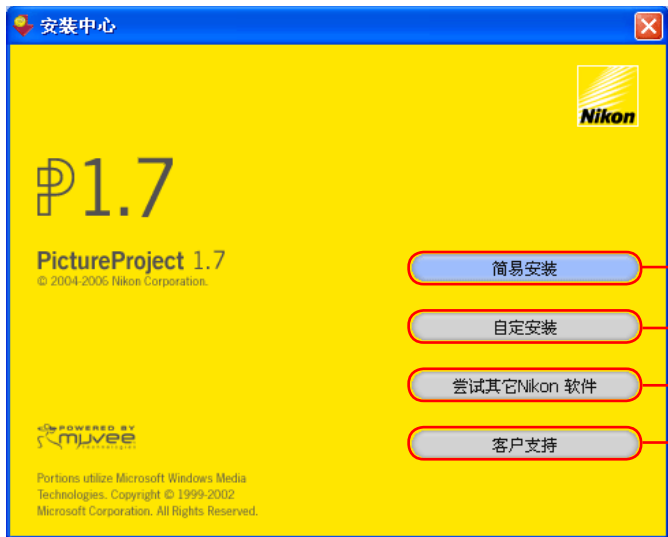 安装中心
Nikon
P1.7
PictureProject 1.7
© 2004-2006 Nikon Corporation.
简易安装
自定安装
尝试其它Nikon 软件
客户支持
POWERED BY
muvee
technologies
Portions utilize Microsoft Windows Media
Technologies. Copyright © 1999-2002
Microsoft Corporation. All Rights Reserved.